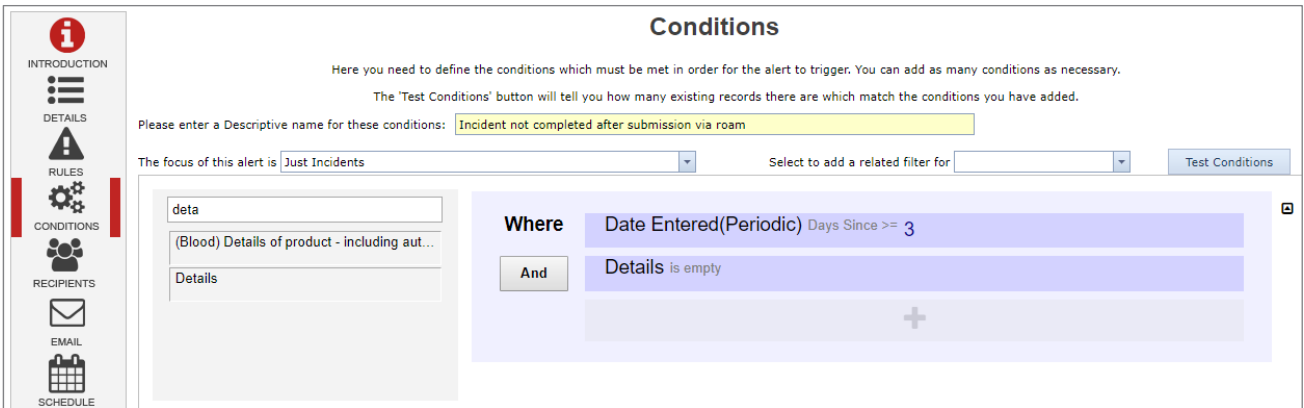 Conditions
INTRODUCTION
Here you need to define the conditions which must be met in order for the alert to trigger. You can add as many conditions as necessary.
The 'Test Conditions' button will tell you how many existing records there are which match the conditions you have added.
DETAILS
Please enter a Descriptive name for these conditions: Incident not completed after submission via roam
RULES
The focus of this alert is Just Incidents Select to add a related filter for Test Conditions
CONDITIONS
deta
Where Date Entered(Periodic) Days Since >= 3
(Blood) Details of product - including aut...
And Details is empty
Details
RECIPIENTS
EMAIL
SCHEDULE